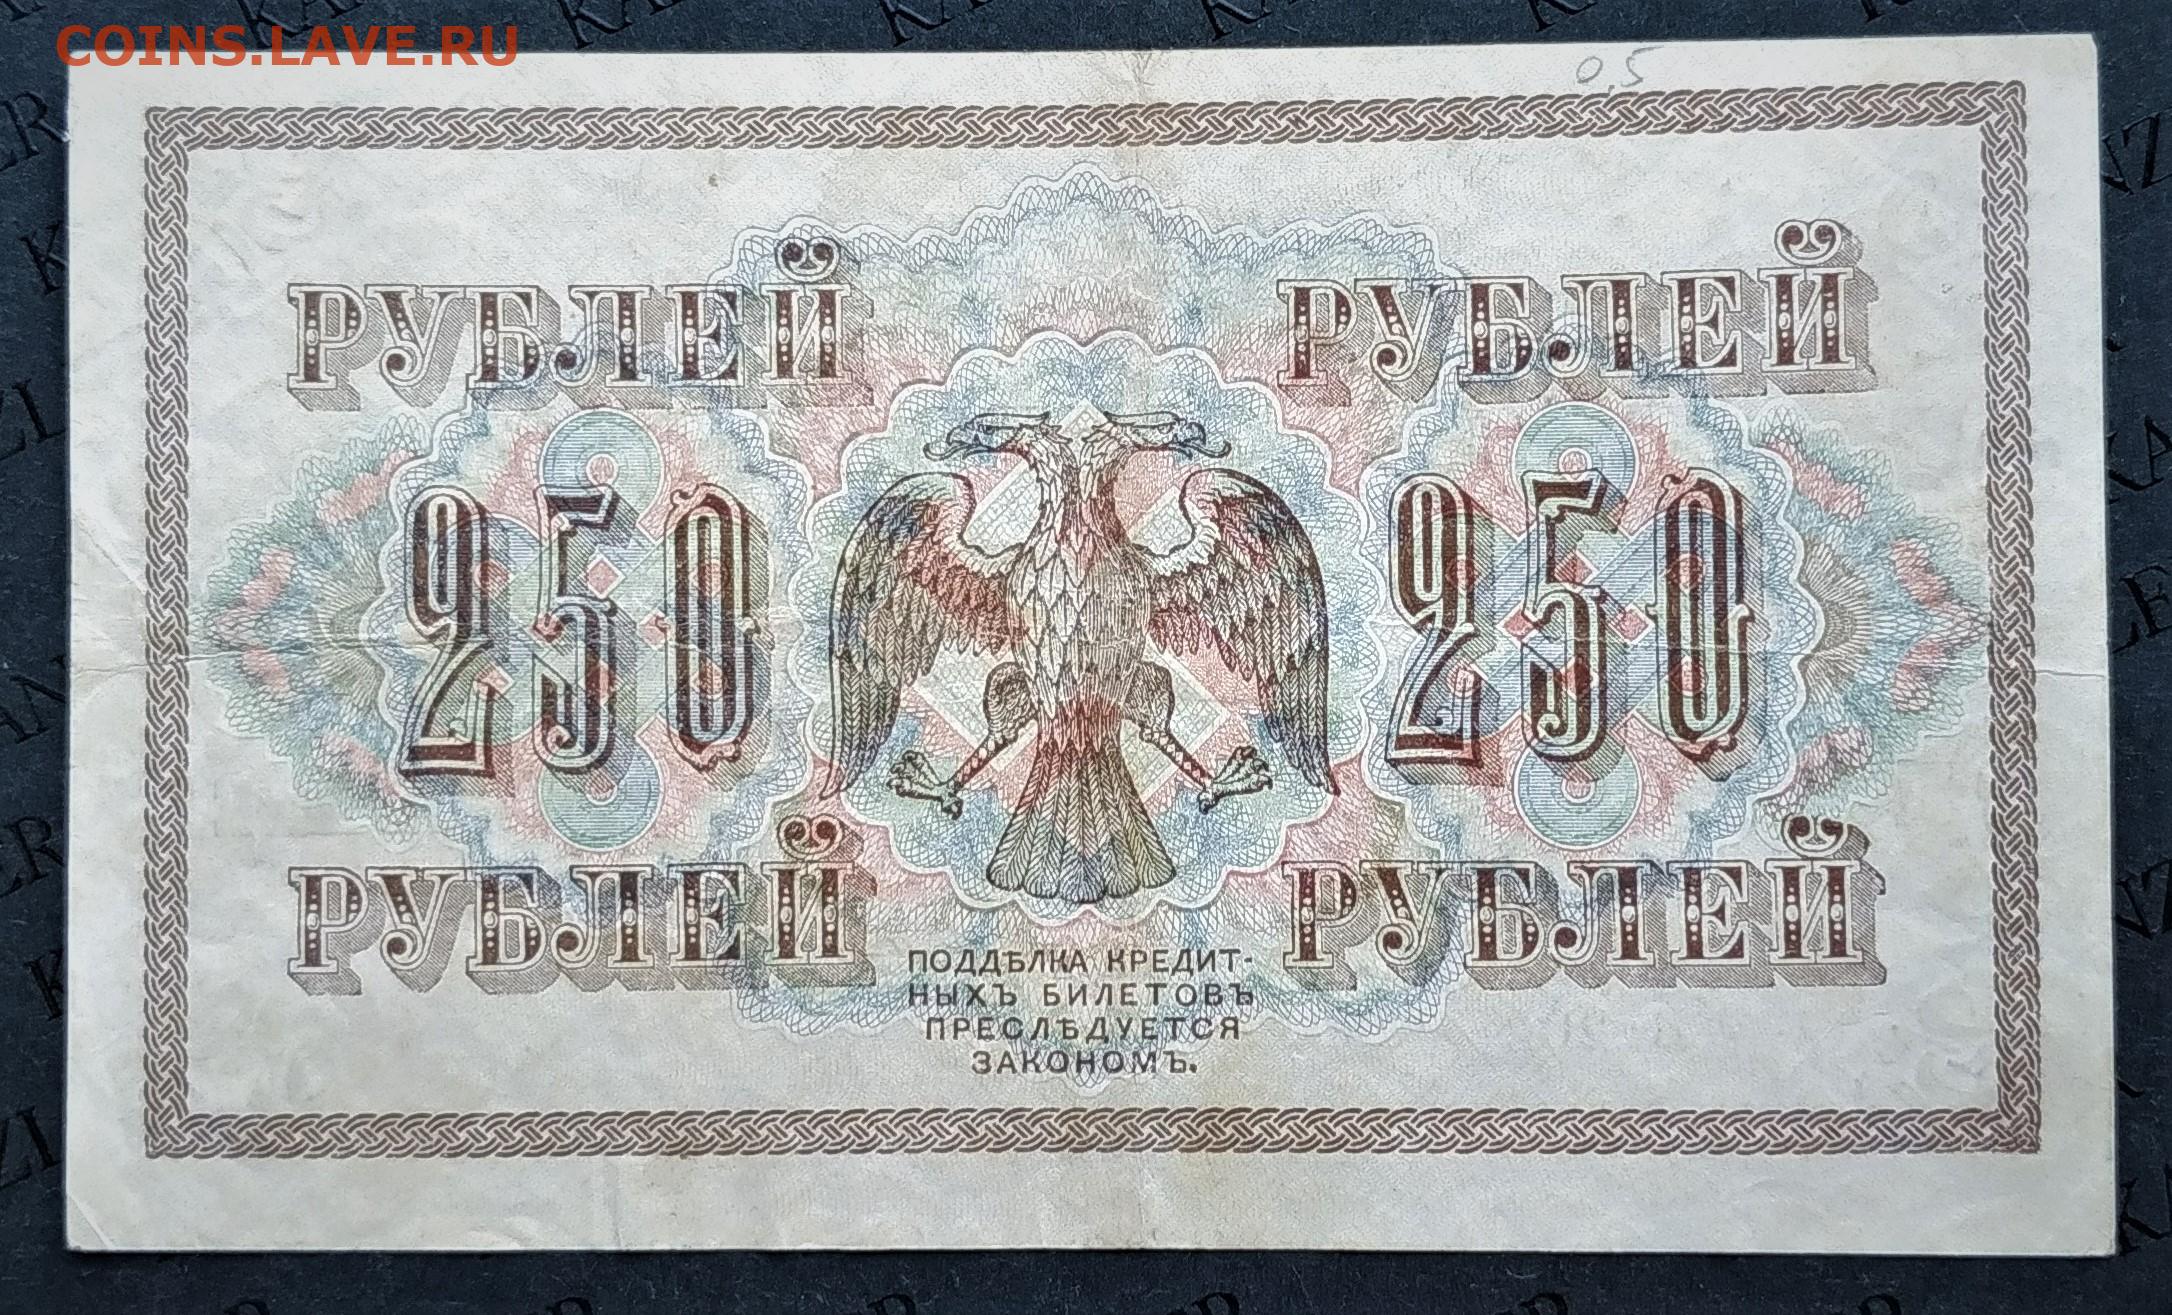 COINS.LAVE.RU
0,5
РУБЛЕЙ РУБЛЕЙ
250 250
РУБЛЕЙ РУБЛЕЙ
ПОДДѢЛКА КРЕДИТ-
НЫХЪ БИЛЕТОВЪ
ПРЕСЛѢДУЕТСЯ
ЗАКОНОМЪ.